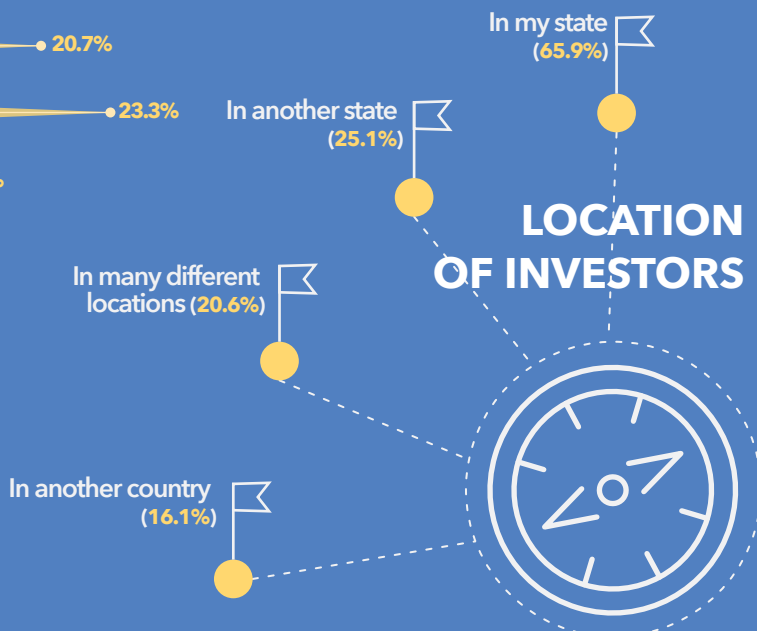 20.7%
23.3%
In my state
(65.9%)
In another state
(25.1%)
LOCATION
OF INVESTORS
In many different
locations (20.6%)
In another country
(16.1%)